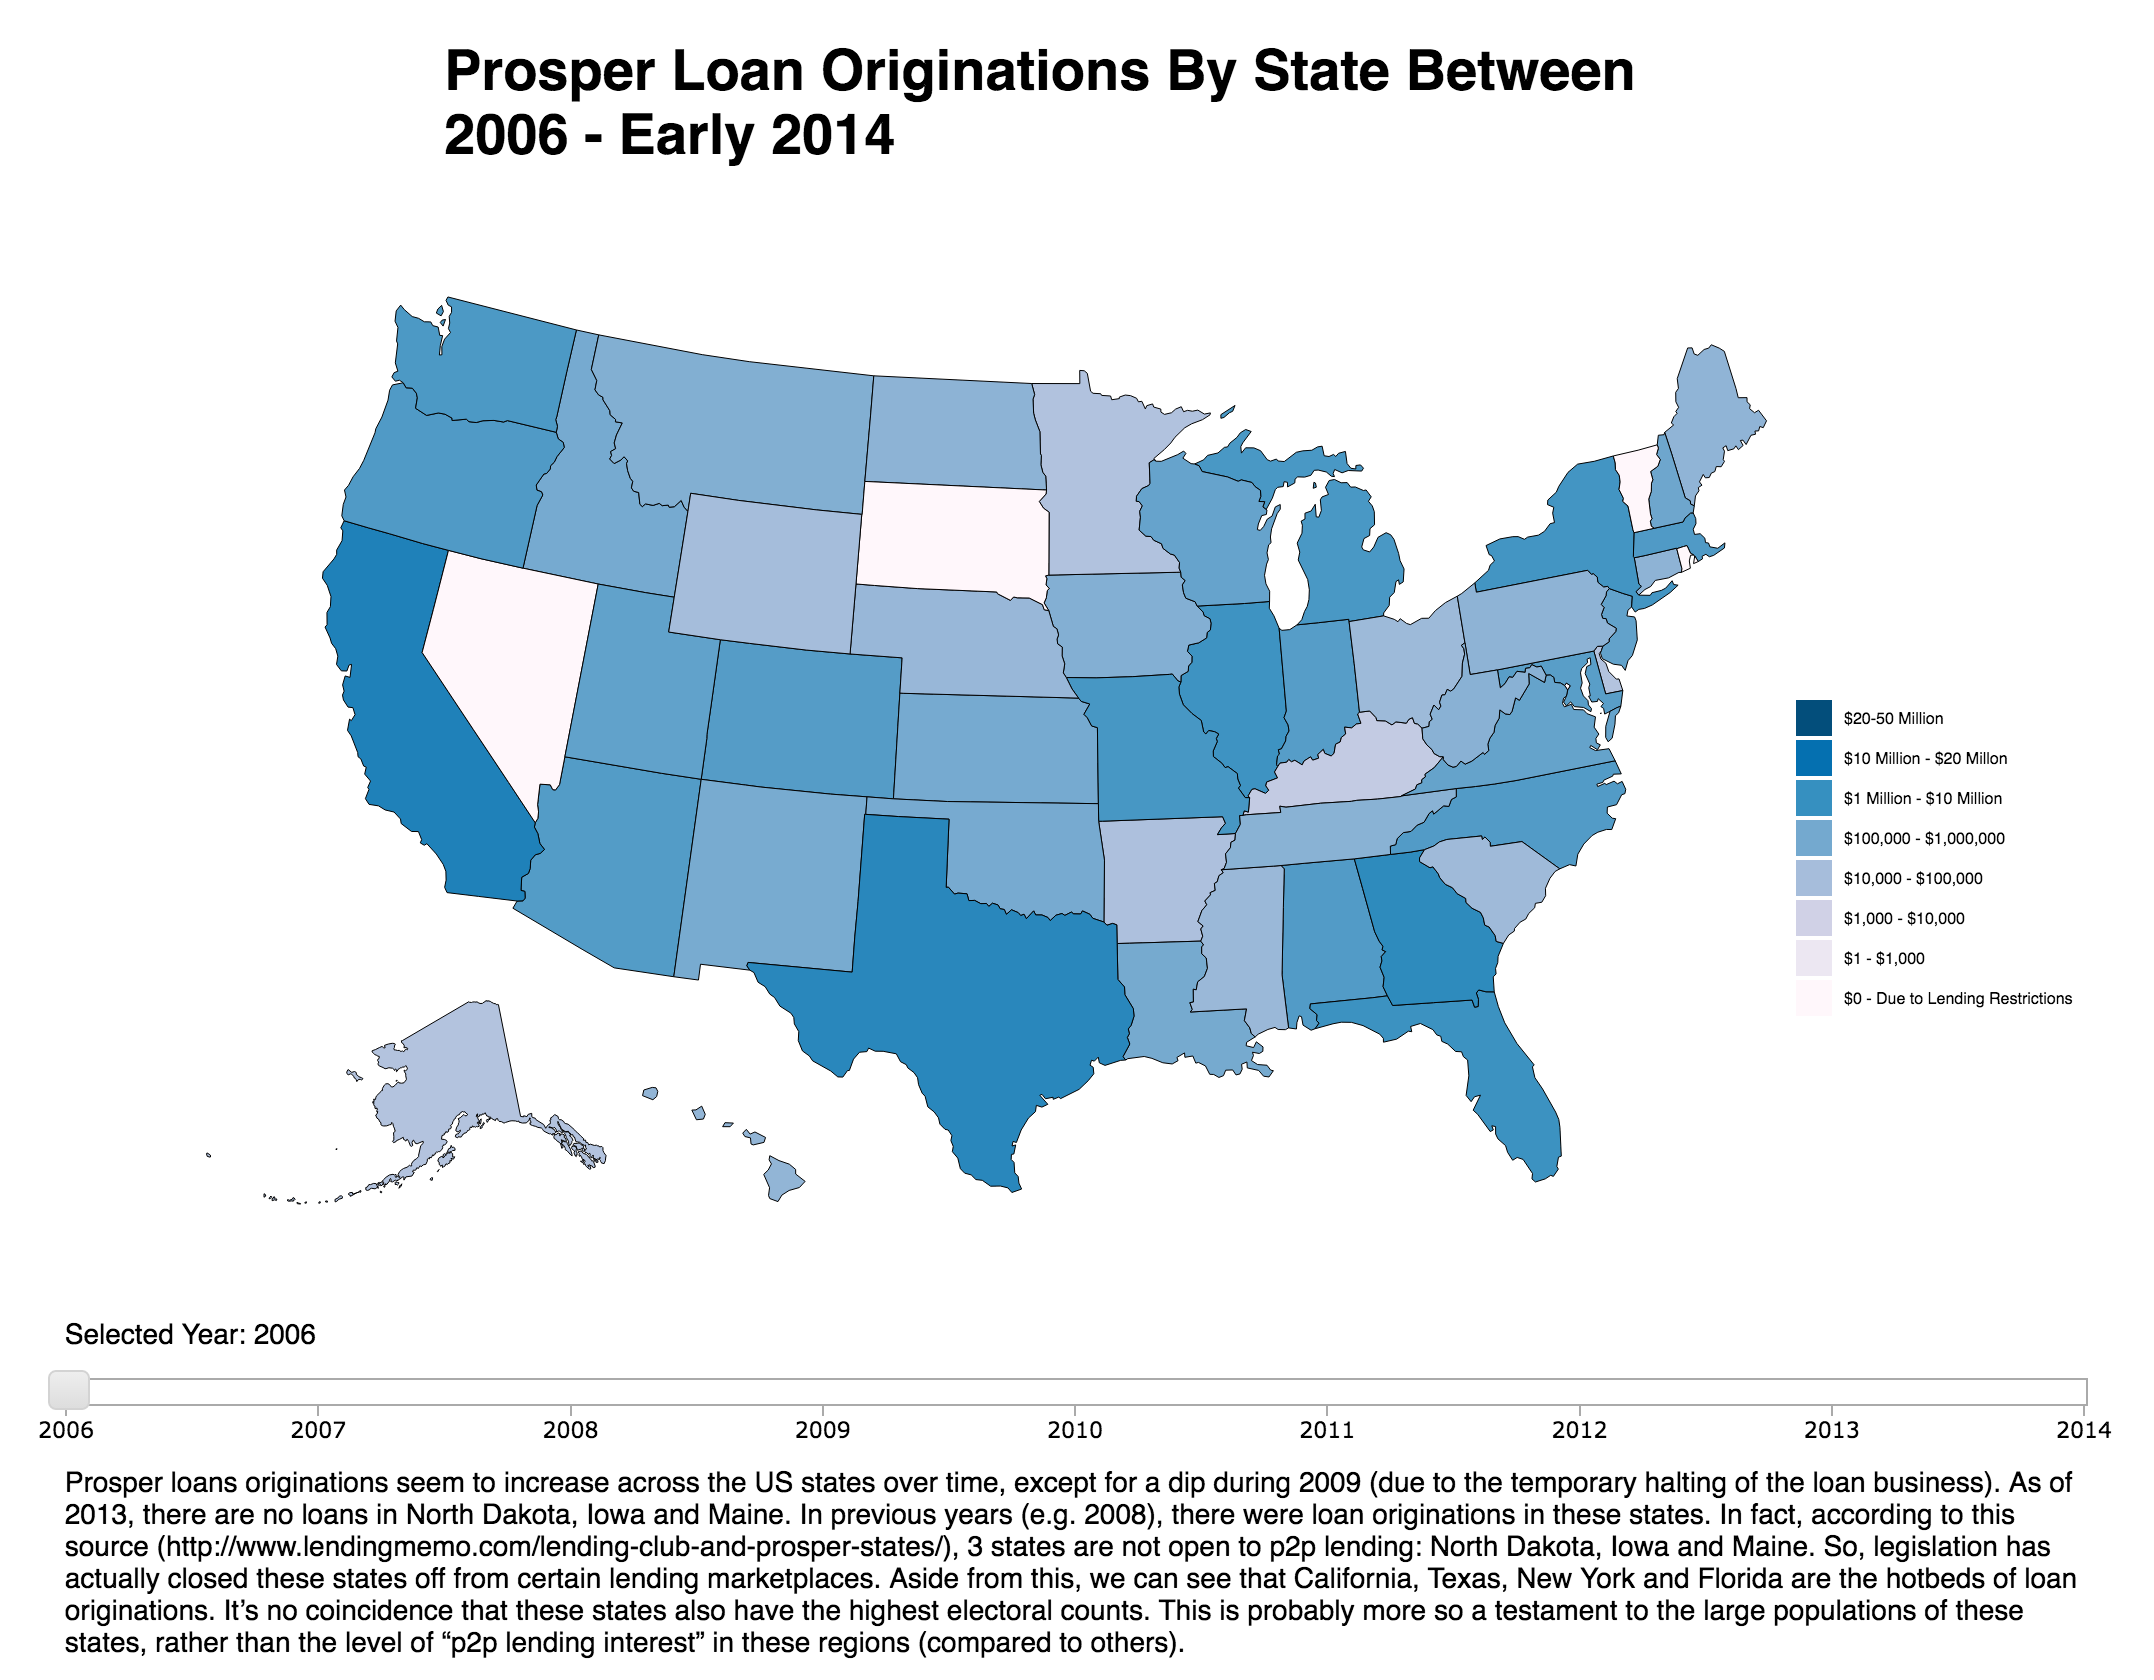 Prosper Loan Originations By State Between
2006 - Early 2014
$20-50 Million
$10 Million - $20 Millon
$1 Million - $10 Million
$100,000 - $1,000,000
$10,000 - $100,000
$1,000 - $10,000
$1 - $1,000
$0 - Due to Lending Restrictions
Selected Year: 2006
2006 2007 2008 2009 2010 2011 2012 2013 2014
Prosper loans originations seem to increase across the US states over time, except for a dip during 2009 (due to the temporary halting of the loan business). As of
2013, there are no loans in North Dakota, Iowa and Maine. In previous years (e.g. 2008), there were loan originations in these states. In fact, according to this
source (http://www.lendingmemo.com/lending-club-and-prosper-states/), 3 states are not open to p2p lending: North Dakota, Iowa and Maine. So, legislation has
actually closed these states off from certain lending marketplaces. Aside from this, we can see that California, Texas, New York and Florida are the hotbeds of loan
originations. It’s no coincidence that these states also have the highest electoral counts. This is probably more so a testament to the large populations of these
states, rather than the level of “p2p lending interest” in these regions (compared to others).